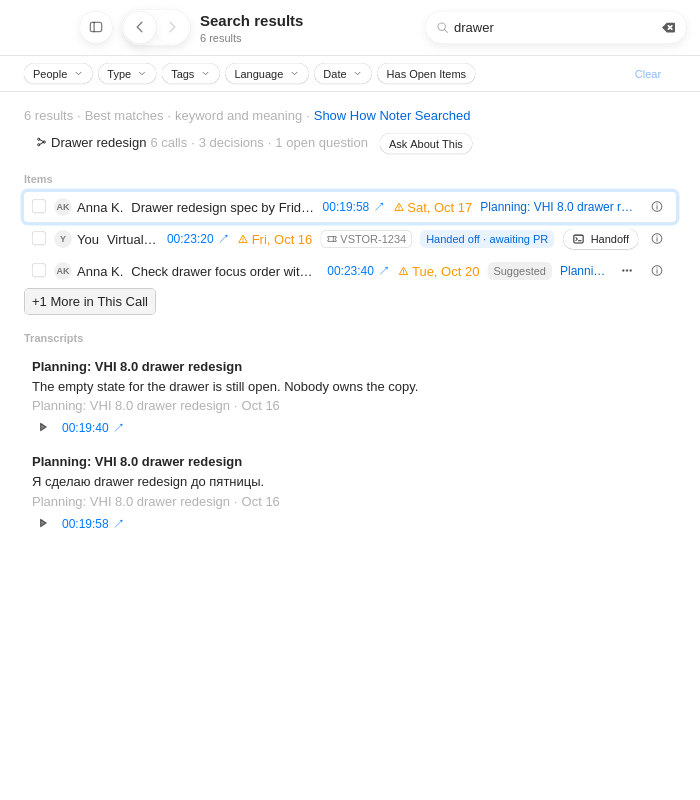 Search results
6 results
drawer
People Type Tags Language Date Has Open Items Clear
6 results · Best matches · keyword and meaning · Show How Noter Searched
Drawer redesign 6 calls · 3 decisions · 1 open question Ask About This
Items
AK Anna K. Drawer redesign spec by Frid… 00:19:58 ↗ Sat, Oct 17 Planning: VHI 8.0 drawer r…
Y You Virtual… 00:23:20 ↗ Fri, Oct 16 VSTOR-1234 Handed off · awaiting PR Handoff
AK Anna K. Check drawer focus order wit… 00:23:40 ↗ Tue, Oct 20 Suggested Planni…
+1 More in This Call
Transcripts
Planning: VHI 8.0 drawer redesign
The empty state for the drawer is still open. Nobody owns the copy.
Planning: VHI 8.0 drawer redesign · Oct 16
00:19:40 ↗
Planning: VHI 8.0 drawer redesign
Я сделаю drawer redesign до пятницы.
Planning: VHI 8.0 drawer redesign · Oct 16
00:19:58 ↗